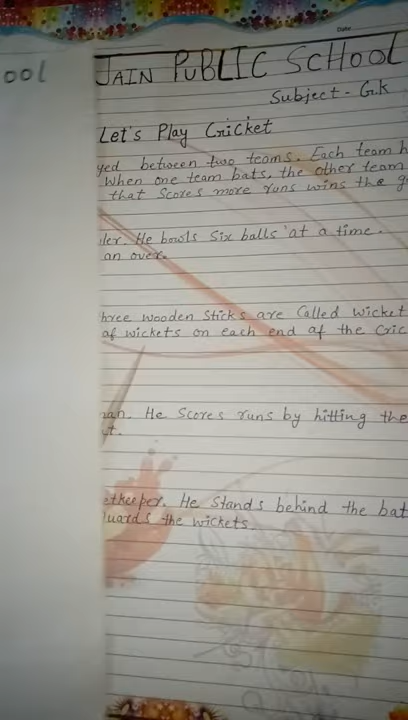 ool
Date
JAIN PUBLIC SCHOOL
Subject - G.K
Let's Play Cricket
yed between two teams. Each team h
When one team bats, the other team
that Scores more runs wins the g
ler. He bowls Six balls at a time.
an over.
hree wooden Sticks are Called wicket
of wickets on each end of the Cric
man. He Scores runs by hitting the
t.
etkeeper. He Stands behind the bat
uards the wickets.